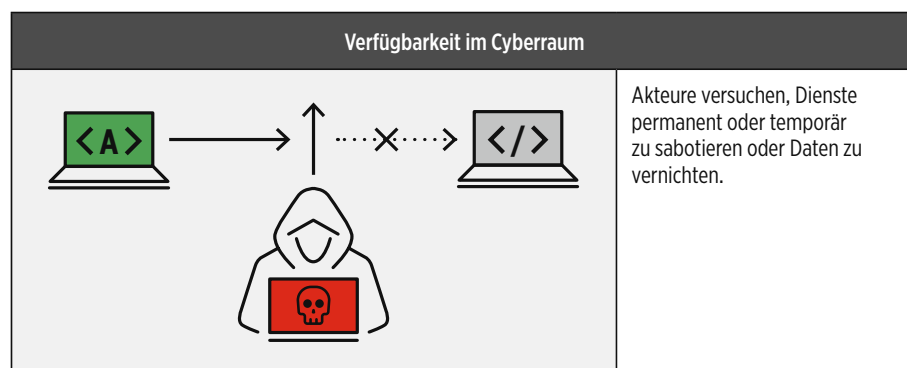 Verfügbarkeit im Cyberraum
<A>
</>
Akteure versuchen, Dienste
permanent oder temporär
zu sabotieren oder Daten zu
vernichten.